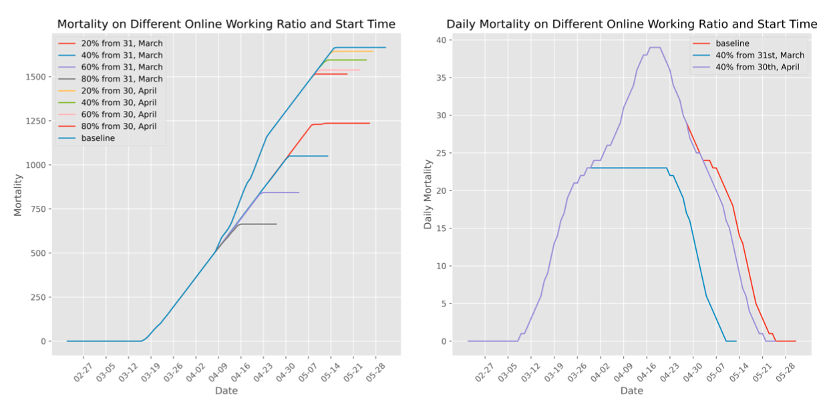 Mortality on Different Online Working Ratio and Start Time
20% from 31, March
40% from 31, March
60% from 31, March
80% from 31, March
20% from 30, April
40% from 30, April
60% from 30, April
80% from 30, April
baseline
Mortality
1500
1250
1000
750
500
250
0
02-27
03-05
03-12
03-19
03-26
04-02
04-09
04-16
04-23
04-30
05-07
05-14
05-21
05-28
Date
Daily Mortality on Different Online Working Ratio and Start Time
baseline
40% from 31st, March
40% from 30th, April
Daily Mortality
40
35
30
25
20
15
10
5
0
02-27
03-05
03-12
03-19
03-26
04-02
04-09
04-16
04-23
04-30
05-07
05-14
05-21
05-28
Date